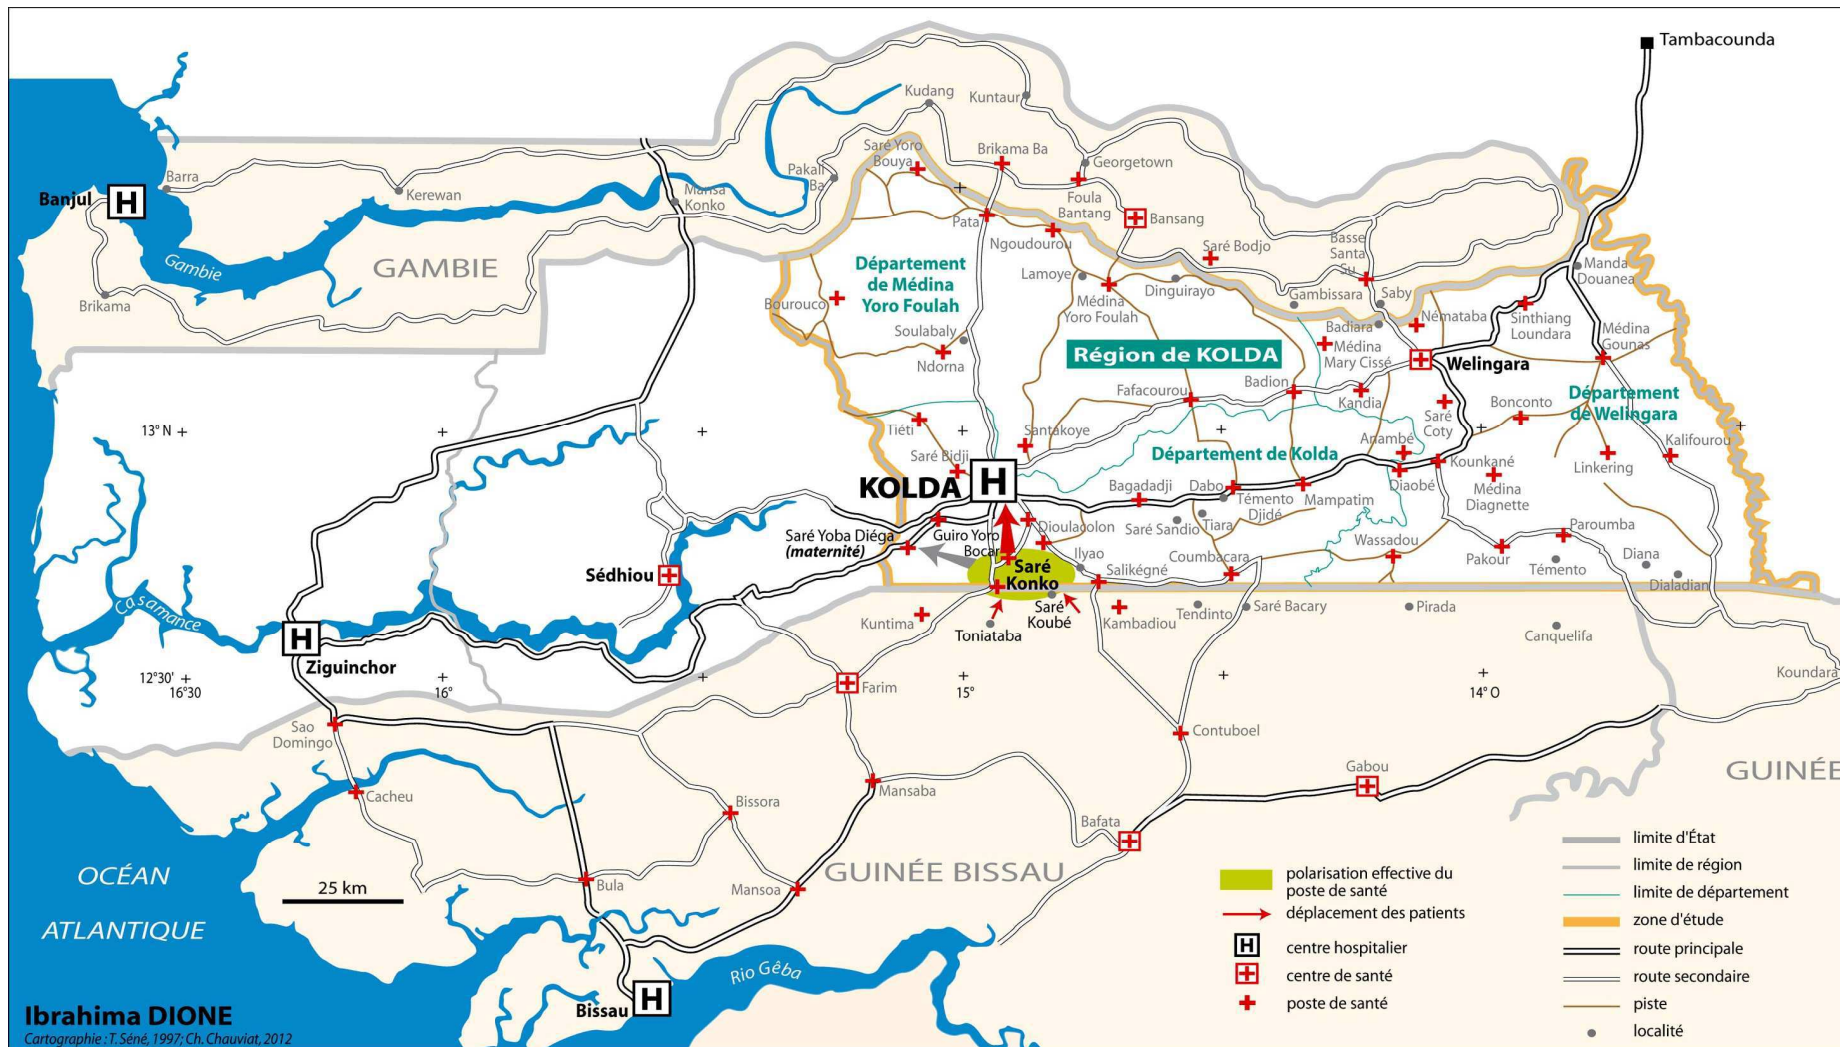 Tambacounda
Kudang
Kuntaur
Saré Yoro
Bouya
Brikama Ba
Georgetown
Pakali
Ba
Barra
Kerewan
Mansa
Konko
Banjul
H
Foula
Bantang
Bansang
Pata
Ngoudourou
Saré Bodjo
Basse
Santa
Su
Gambie
GAMBIE
Brikama
Département
de Médina
Yoro Foulah
Lamoye
Dinguirayo
Manda
Douanea
Bourouco
Médina
Yoro Foulah
Gambissara
Saby
Badiara
Némataba
Sinthiang
Loundara
Médina
Gounas
Soulabaly
Ndorna
Région de KOLDA
Médina
Mary Cissé
Welingara
Fafacourou
Badion
Kandia
Saré
Coty
Bonconto
Département
de Welingara
13° N
Tiéti
Santakoye
Anambé
Kalifourou
Saré Bidji
Département de Kolda
Kounkané
Linkering
KOLDA
H
Bagadadji
Dabo
Témento
Djidé
Mampatim
Diaobé
Médina
Diagnette
Saré Sandio
Tiara
Dioulacolon
Saré Yoba Diéga
(maternité)
Guiro Yoro
Bocar
Ilyao
Coumbacara
Wassadou
Paroumba
Pakour
Témento
Diana
Dialadian
Sédhiou
Saré
Konko
Salikégné
Casamance
Kuntima
Toniataba
Saré
Koubé
Kambadiou
Tendinto
Saré Bacary
Pirada
Canquelifa
H
Ziguinchor
12°30'
16°30
16°
15°
14° O
Koundara
Farim
Sao
Domingo
Contuboel
Gabou
GUINÉE
Cacheu
Mansaba
Bissora
Bafata
OCÉAN
ATLANTIQUE
25 km
Bula
Mansoa
GUINÉE BISSAU
Rio Gêba
Bissau
H
polarisation effective du
poste de santé
déplacement des patients
H
centre hospitalier
centre de santé
poste de santé
limite d'État
limite de région
limite de département
zone d'étude
route principale
route secondaire
piste
localité
Ibrahima DIONE
Cartographie : T. Séné, 1997; Ch. Chauviat, 2012